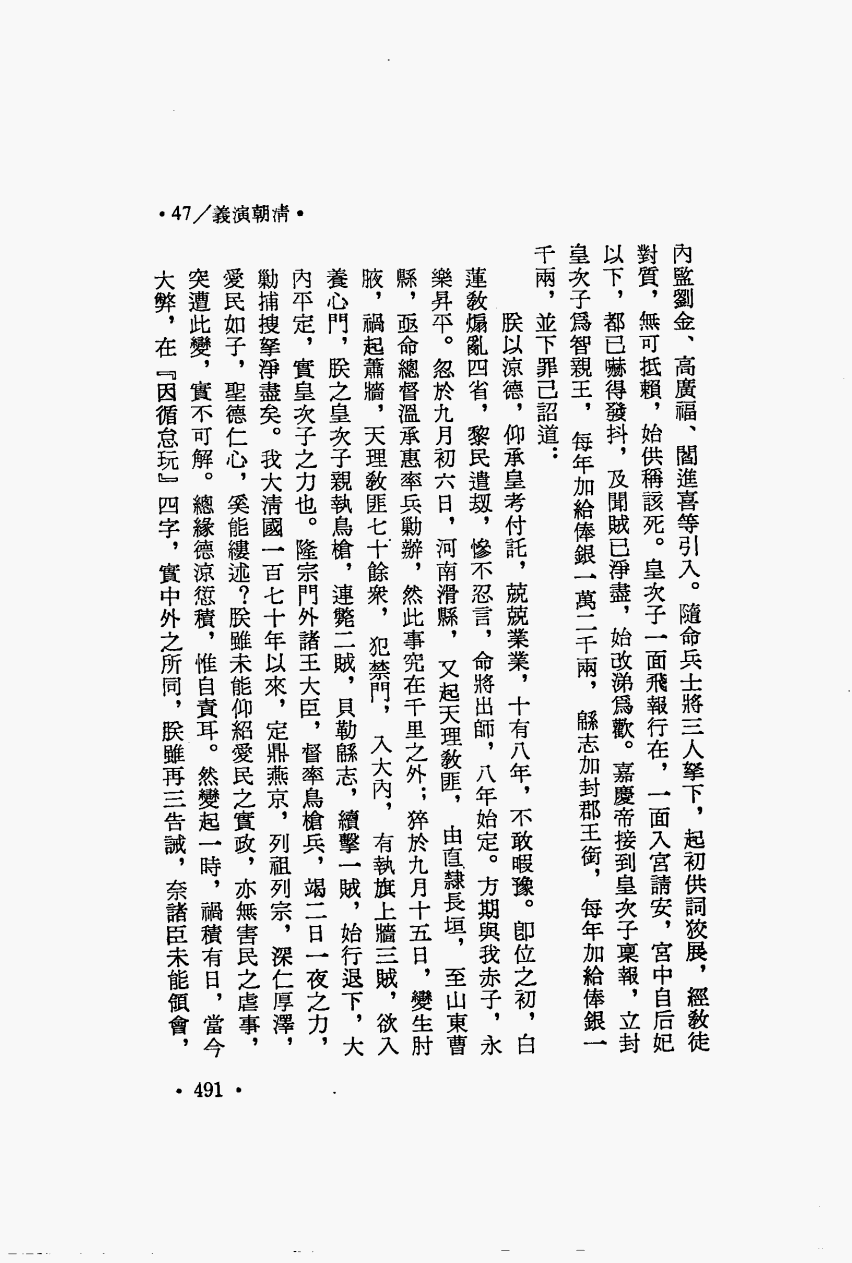 •47／義演朝清•
內監劉金、高廣福、閻進喜等引入。隨命兵士將三人拏下，起初供詞狡展，經敎徒
對質，無可抵賴，始供稱該死。皇次子一面飛報行在，一面入宮請安，宮中自后妃
以下，都已嚇得發抖，及聞賊已淨盡，始改涕爲歡。嘉慶帝接到皇次子稟報，立封
皇次子爲智親王，每年加給俸銀一萬二千兩，緜志加封郡王銜，每年加給俸銀一
千兩，並下罪己詔道：
朕以涼德，仰承皇考付託，兢兢業業，十有八年，不敢暇豫。卽位之初，白
蓮敎煽亂四省，黎民遭刼，慘不忍言，命將出師，八年始定。方期與我赤子，永
樂昇平。忽於九月初六日，河南滑縣，又起天理敎匪，由直隸長垣，至山東曹
縣，亟命總督溫承惠率兵勦辦，然此事究在千里之外；猝於九月十五日，變生肘
腋，禍起蕭牆，天理敎匪七十餘衆，犯禁門，入大內，有執旗上牆三賊，欲入
養心門，朕之皇次子親執鳥槍，連斃二賊，貝勒緜志，續擊一賊，始行退下，大
內平定，實皇次子之力也。隆宗門外諸王大臣，督率鳥槍兵，竭二日一夜之力，
勦捕搜拏淨盡矣。我大清國一百七十年以來，定鼎燕京，列祖列宗，深仁厚澤，
愛民如子，聖德仁心，奚能縷述？朕雖未能仰紹愛民之實政，亦無害民之虐事，
突遭此變，實不可解。總緣德涼愆積，惟自責耳。然變起一時，禍積有日，當今
大弊，在『因循怠玩』四字，實中外之所同，朕雖再三告誡，奈諸臣未能領會，
•491•